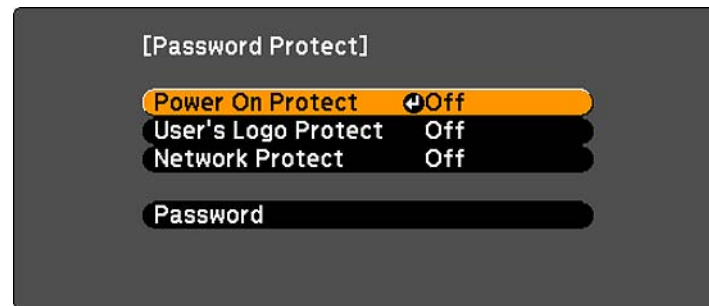 [Password Protect]
Power On Protect Off
User's Logo Protect Off
Network Protect Off
Password